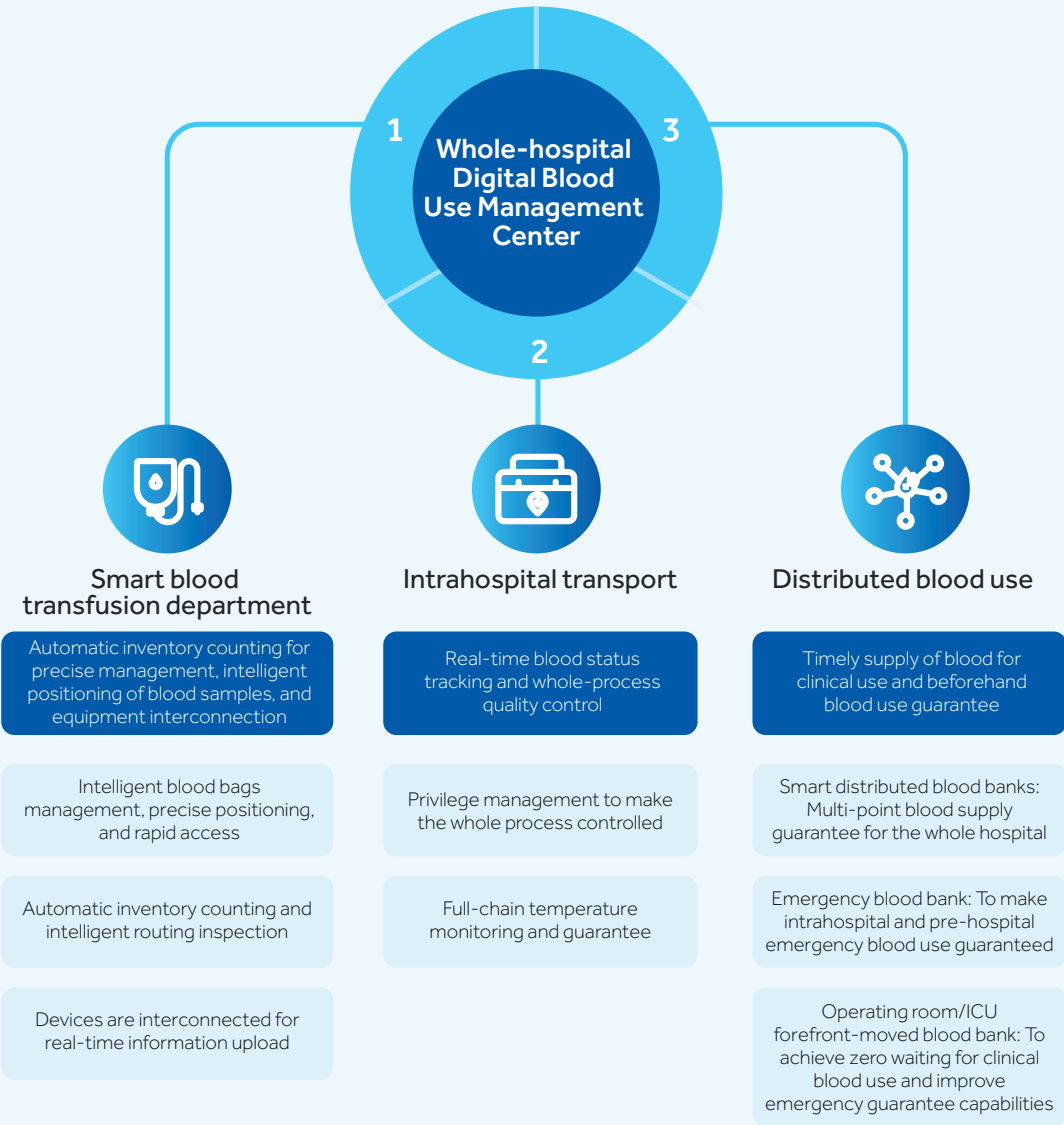 1
3
Whole-hospital
Digital Blood
Use Management
Center
2
Smart blood
transfusion department
Automatic inventory counting for
precise management, intelligent
positioning of blood samples, and
equipment interconnection
Intelligent blood bags
management, precise positioning,
and rapid access
Automatic inventory counting and
intelligent routing inspection
Devices are interconnected for
real-time information upload
Intrahospital transport
Real-time blood status
tracking and whole-process
quality control
Privilege management to make
the whole process controlled
Full-chain temperature
monitoring and guarantee
Distributed blood use
Timely supply of blood for
clinical use and beforehand
blood use guarantee
Smart distributed blood banks:
Multi-point blood supply
guarantee for the whole hospital
Emergency blood bank: To make
intrahospital and pre-hospital
emergency blood use guaranteed
Operating room/ICU
forefront-moved blood bank: To
achieve zero waiting for clinical
blood use and improve
emergency guarantee capabilities